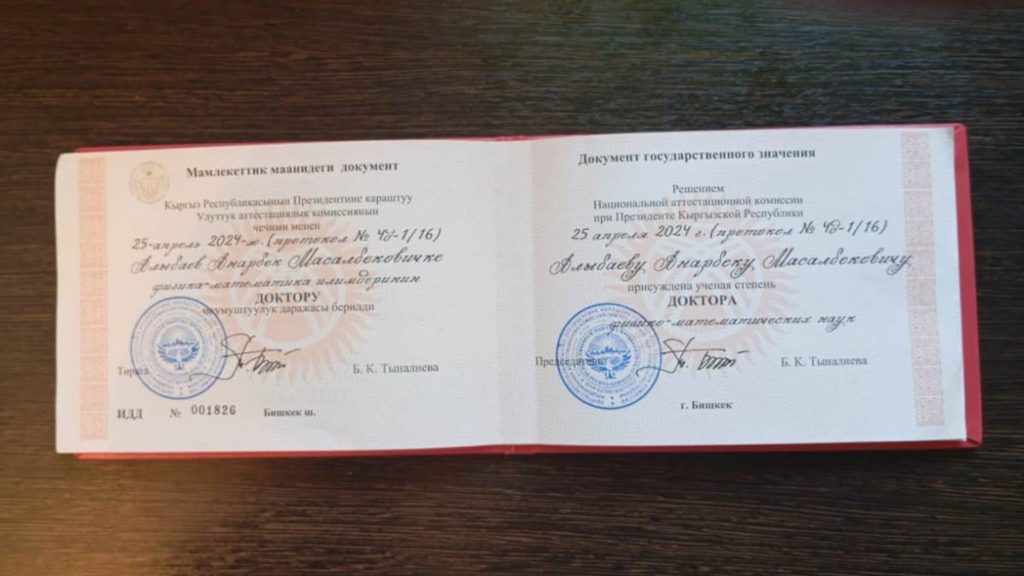 Мамлекеттик маанидеги документ
Кыргыз Республикасынын Президентине караштуу
Улуттук аттестациялык комиссиянын
чечими менен
25-апрель 2024-ж. (протокол № 4д-1/16)
Алыбаев Анарбек Масалбековичке
физика-математика илимдеринин
ДОКТОРУ
окумуштуулук даражасы берилди
Төрага
Б. К. Тыналиева
ИДД № 001826 Бишкек ш.
Документ государственного значения
Решением
Национальной аттестационной комиссии
при Президенте Кыргызской Республики
25 апреля 2024 г. (протокол № 4д-1/16)
Алыбаеву Анарбеку Масалбековичу
присуждена ученая степень
ДОКТОРА
физико-математических наук
Председатель
Б. К. Тыналиева
г. Бишкек